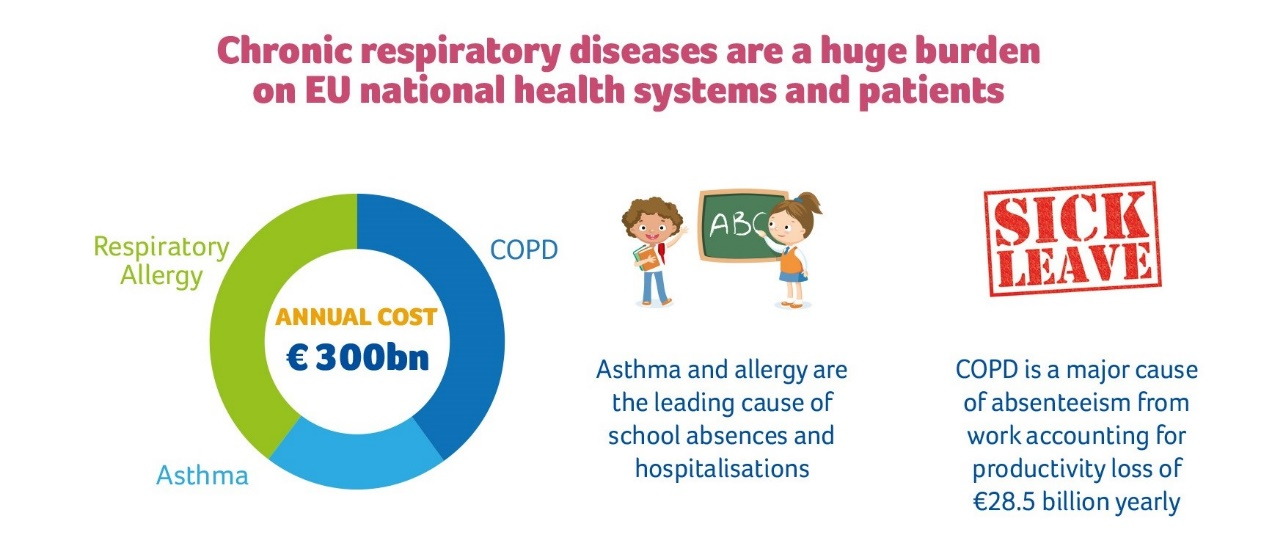 Chronic respiratory diseases are a huge burden
on EU national health systems and patients
Respiratory
Allergy
COPD
ANNUAL COST
€ 300bn
Asthma
ABC
Asthma and allergy are
the leading cause of
school absences and
hospitalisations
SICK
LEAVE
COPD is a major cause
of absenteeism from
work accounting for
productivity loss of
€28.5 billion yearly